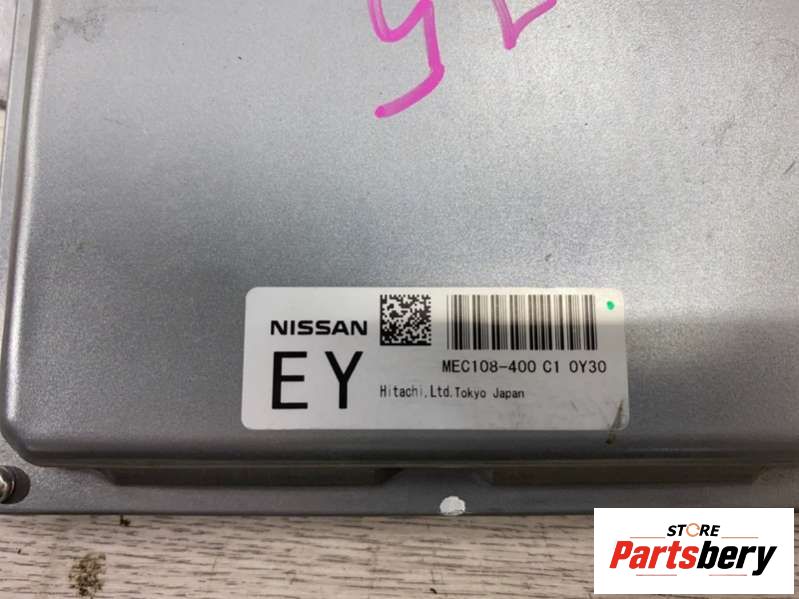 NISSAN
EY
MEC108-400 C1 0Y30
Hitachi,Ltd.Tokyo Japan
STORE
Partsbery